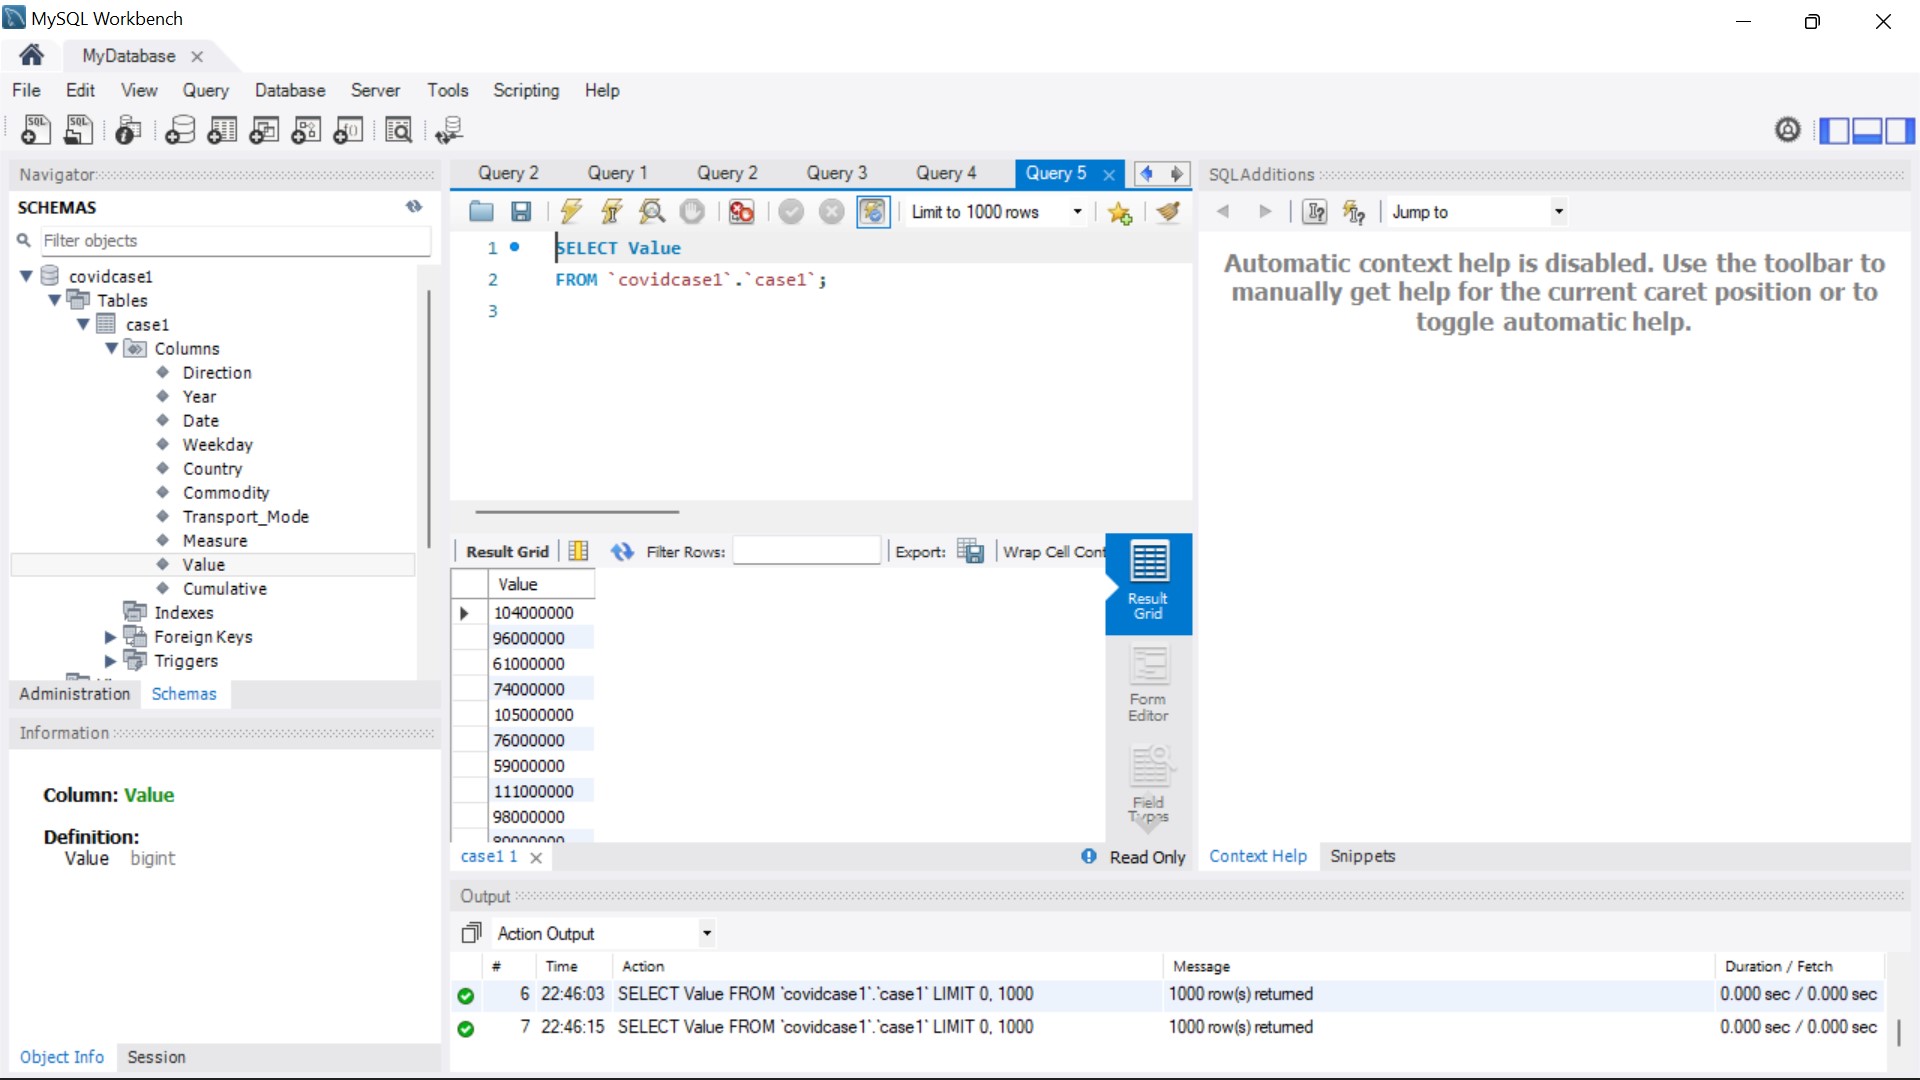 MySQL Workbench
MyDatabase
File Edit View Query Database Server Tools Scripting Help
Navigator
SCHEMAS
Filter objects
covidcase1
Tables
case1
Columns
Direction
Year
Date
Weekday
Country
Commodity
Transport_Mode
Measure
Value
Cumulative
Indexes
Foreign Keys
Triggers
Administration Schemas
Information
Column: Value
Definition:
Value bigint
Object Info Session
Query 2 Query 1 Query 2 Query 3 Query 4 Query 5
Limit to 1000 rows
1 SELECT Value
2 FROM `covidcase1`.`case1`;
3
Result Grid Filter Rows: Export: Wrap Cell Cont
Value
104000000
96000000
61000000
74000000
105000000
76000000
59000000
111000000
98000000
Result
Grid
Form
Editor
Field
Types
case1 1
Read Only
SQLAdditions
Jump to
Automatic context help is disabled. Use the toolbar to
manually get help for the current caret position or to
toggle automatic help.
Context Help Snippets
Output
Action Output
# Time Action Message Duration / Fetch
6 22:46:03 SELECT Value FROM `covidcase1`.`case1` LIMIT 0, 1000 1000 row(s) returned 0.000 sec / 0.000 sec
7 22:46:15 SELECT Value FROM `covidcase1`.`case1` LIMIT 0, 1000 1000 row(s) returned 0.000 sec / 0.000 sec